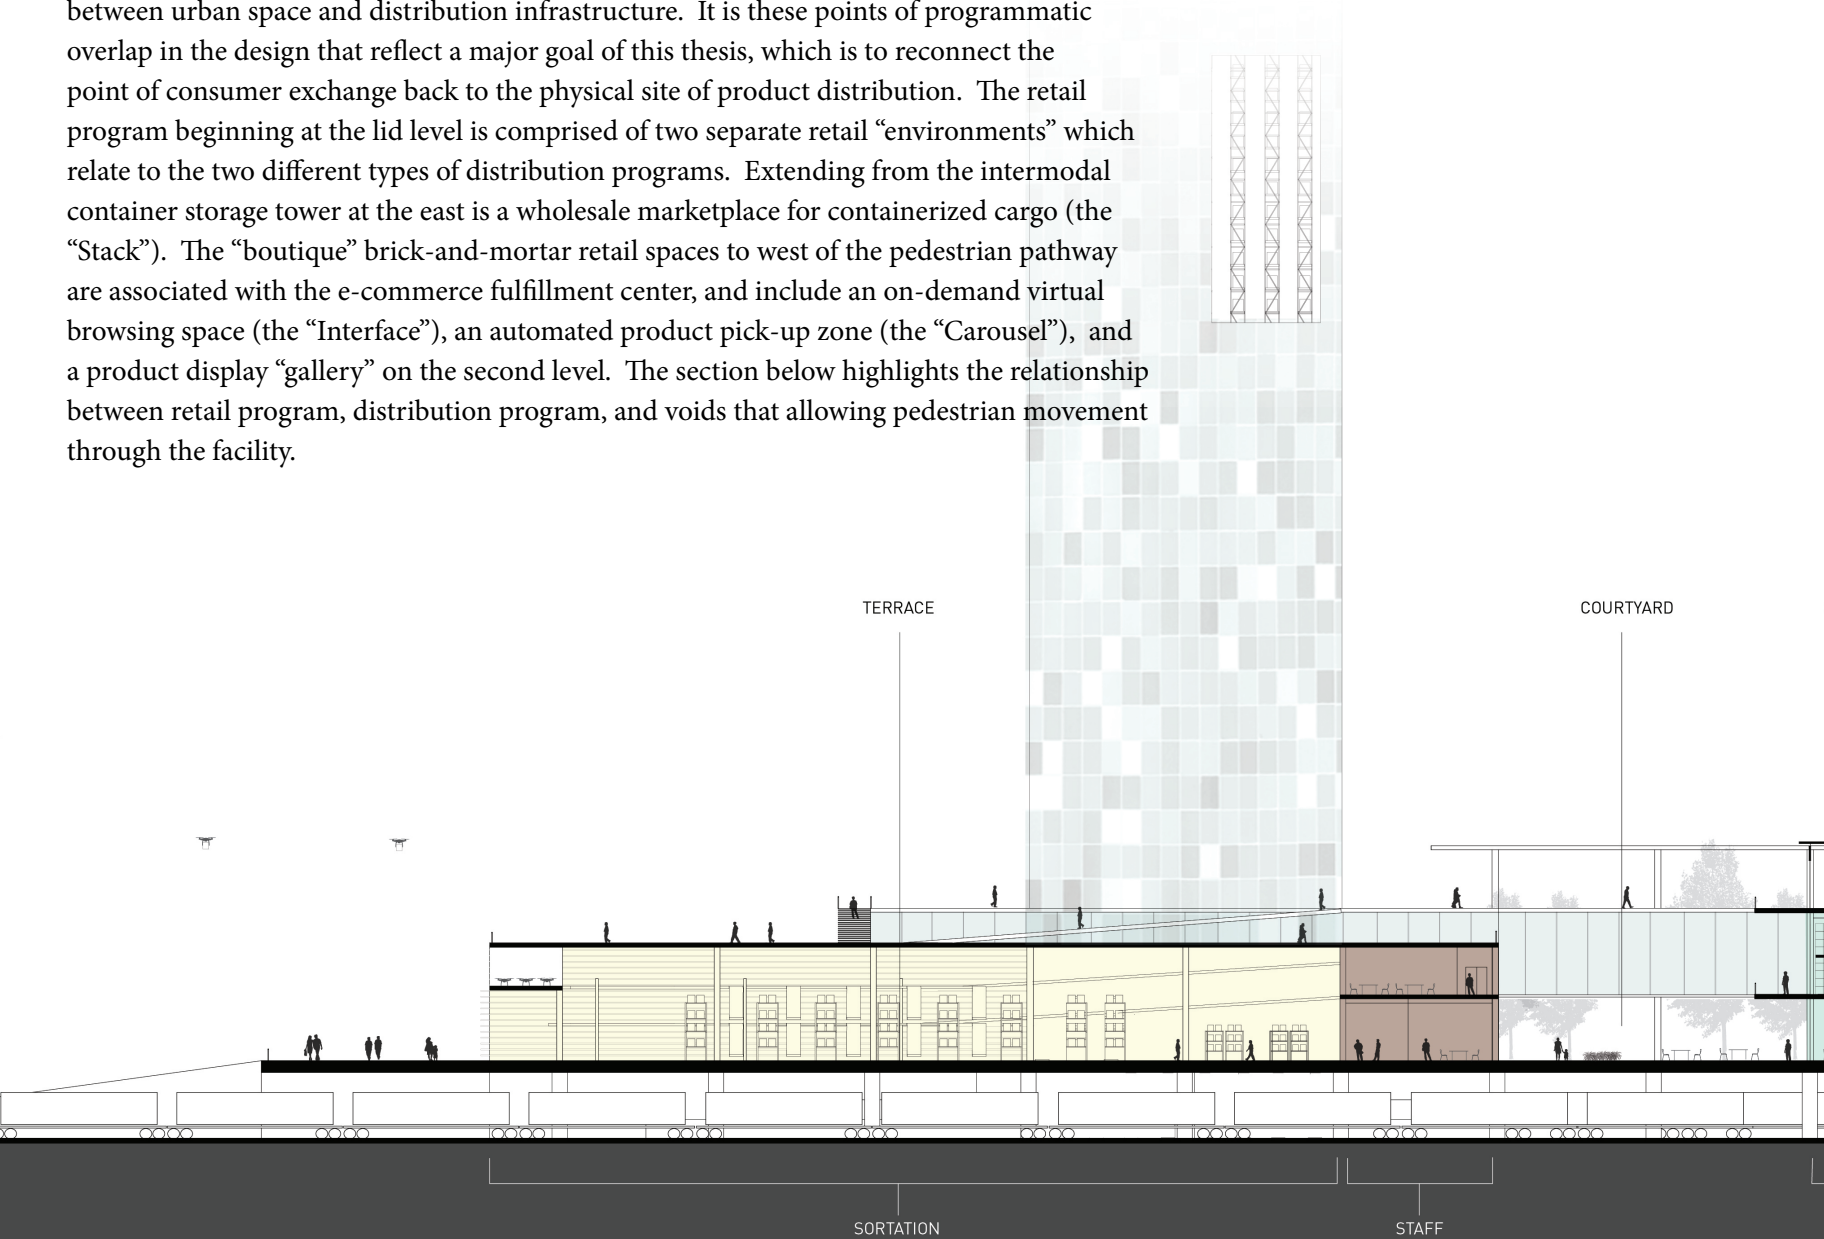 between urban space and distribution infrastructure.  It is these points of programmatic
overlap in the design that reflect a major goal of this thesis, which is to reconnect the
point of consumer exchange back to the physical site of product distribution.  The retail
program beginning at the lid level is comprised of two separate retail “environments” which
relate to the two different types of distribution programs.  Extending from the intermodal
container storage tower at the east is a wholesale marketplace for containerized cargo (the
“Stack”).  The “boutique” brick-and-mortar retail spaces to west of the pedestrian pathway
are associated with the e-commerce fulfillment center, and include an on-demand virtual
browsing space (the “Interface”), an automated product pick-up zone (the “Carousel”),  and
a product display “gallery” on the second level.  The section below highlights the relationship
between retail program, distribution program, and voids that allowing pedestrian movement
through the facility.
TERRACE
COURTYARD
SORTATION
STAFF